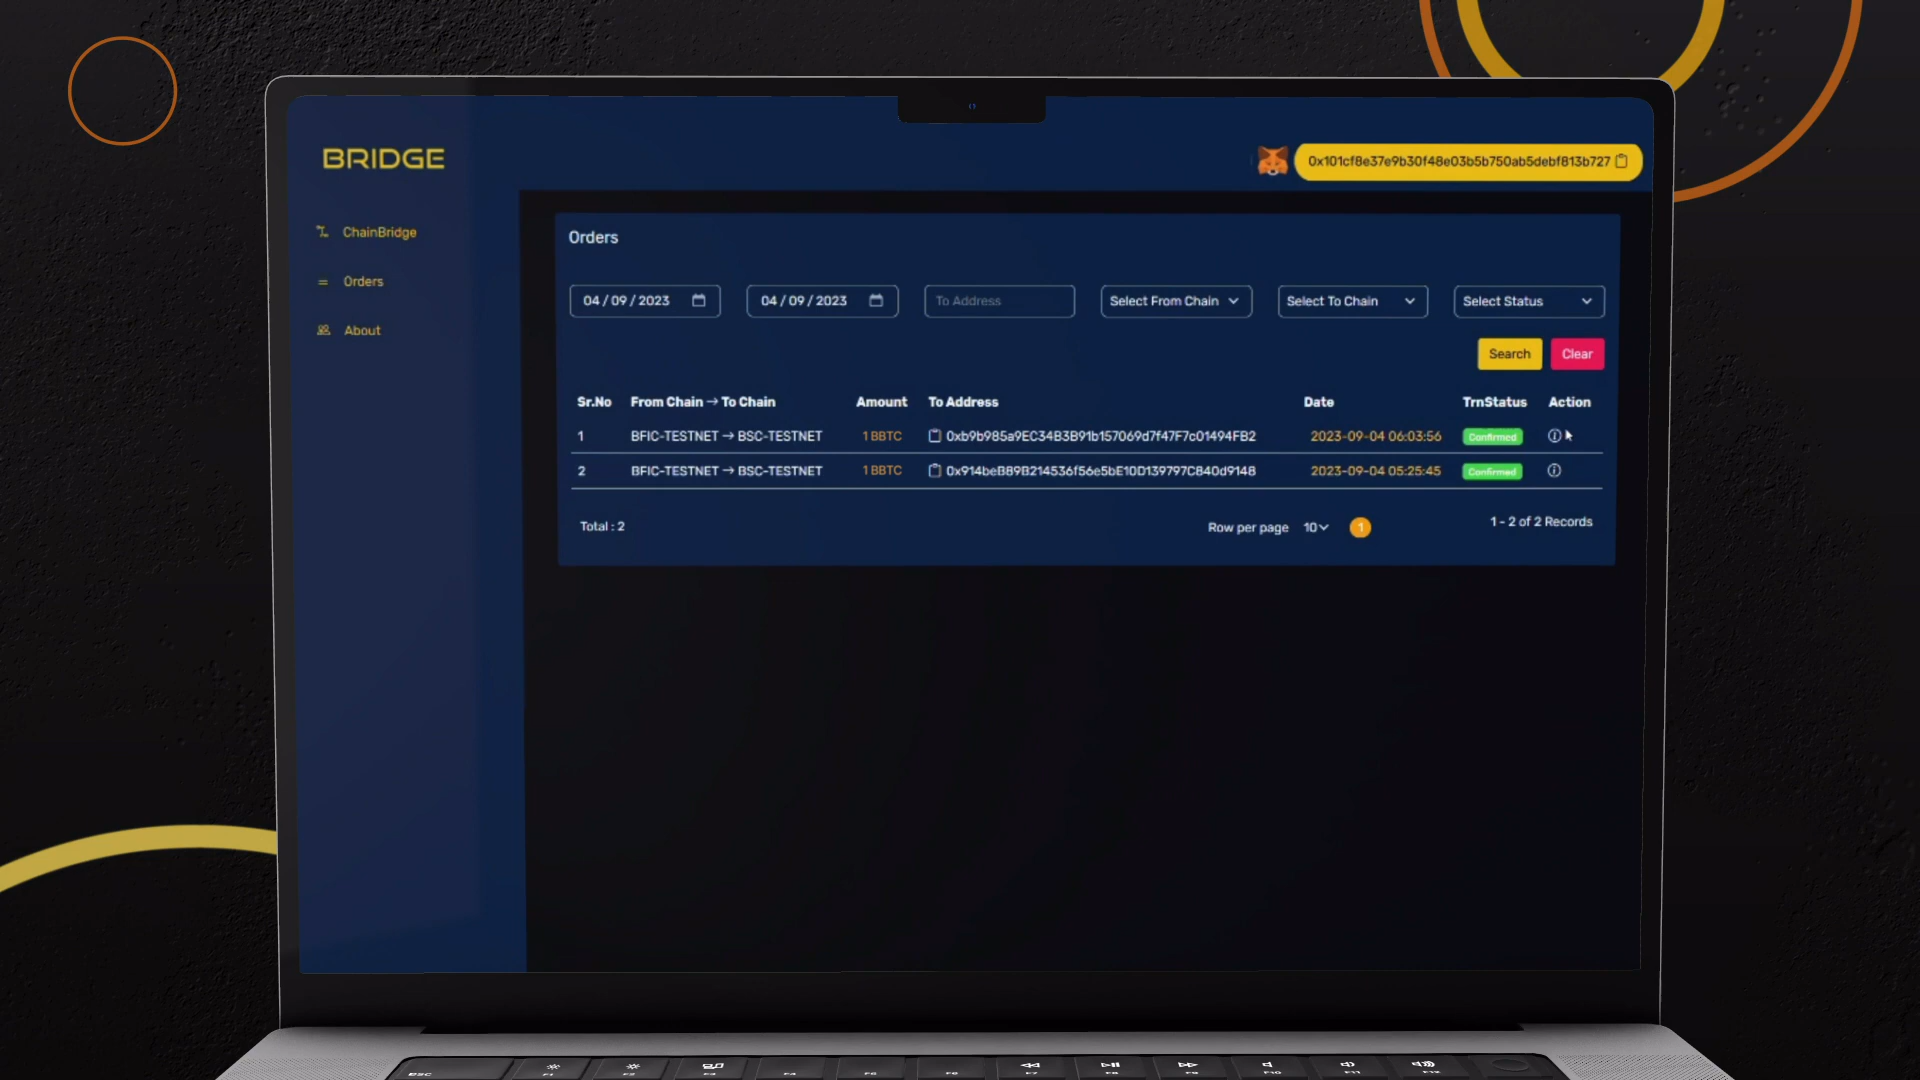 BRIDGE
0x101cf8e37e9b30f48e03b5b750ab5debf813b727
ChainBridge
Orders
About
Orders
04/09/2023 04/09/2023 To Address Select From Chain Select To Chain Select Status
Search Clear
Sr.No From Chain → To Chain Amount To Address Date TrnStatus Action
1 BFIC-TESTNET → BSC-TESTNET 1 BBTC 0xb9b985a9EC34B3B91b157069d7f47F7c01494FB2 2023-09-04 06:03:56 Confirmed
2 BFIC-TESTNET → BSC-TESTNET 1 BBTC 0x914beB89B214536f56e5bE10D139797C840d9148 2023-09-04 05:25:45 Confirmed
Total : 2 Row per page 10 1 1 - 2 of 2 Records